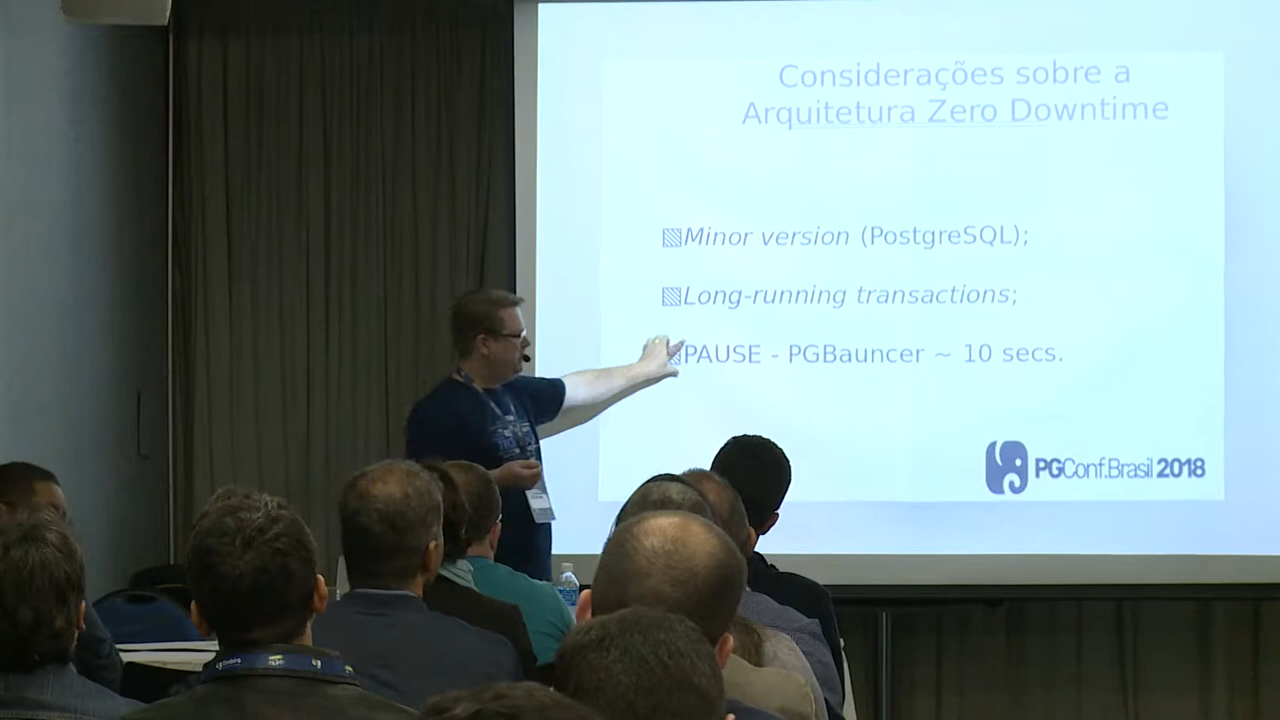 Considerações sobre a
Arquitetura Zero Downtime
Minor version (PostgreSQL);
Long-running transactions;
PAUSE - PGBauncer ~ 10 secs.
PGConf.Brasil 2018